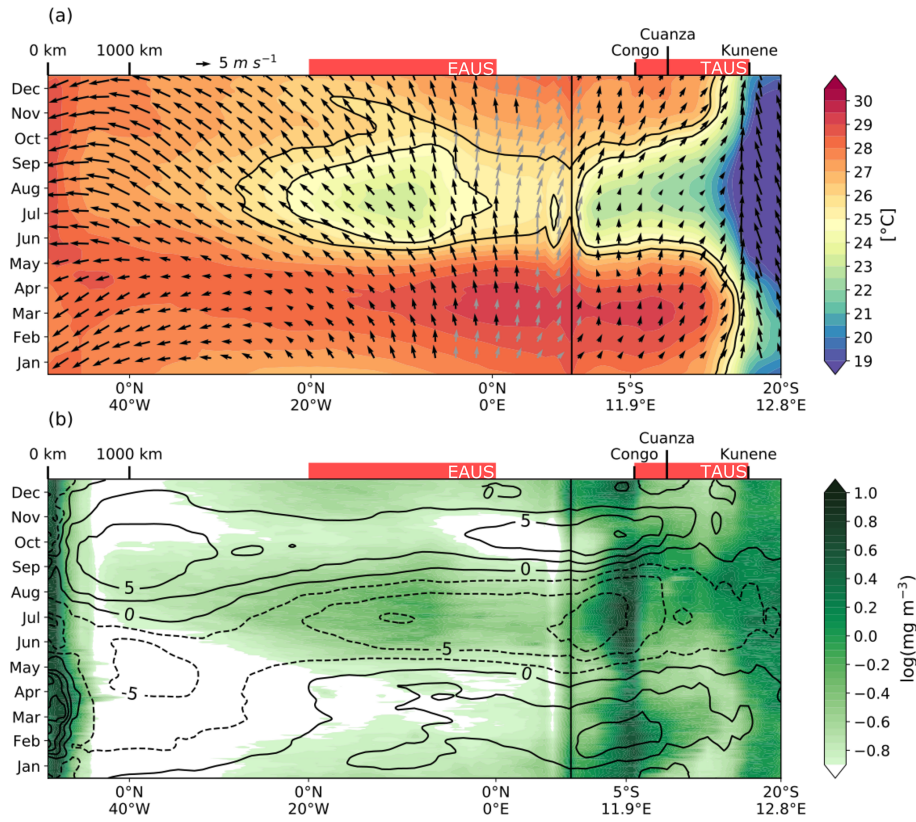 (a)
Cuanza
0 km 1000 km Congo Kunene
5 m s⁻¹
EAUS TAUS
Dec
Nov
Oct
Sep
Aug
Jul
Jun
May
Apr
Mar
Feb
Jan
30
29
28
27
26
25
24
23
22
21
20
19
[°C]
0°N 0°N 0°N 5°S 20°S
40°W 20°W 0°E 11.9°E 12.8°E
(b)
Cuanza
0 km 1000 km Congo Kunene
EAUS TAUS
Dec
Nov
Oct
Sep
Aug
Jul
Jun
May
Apr
Mar
Feb
Jan
0
5
5
0
0
-5
-5
0
1.0
0.8
0.6
0.4
0.2
0.0
−0.2
−0.4
−0.6
−0.8
log(mg m⁻³)
0°N 0°N 0°N 5°S 20°S
40°W 20°W 0°E 11.9°E 12.8°E